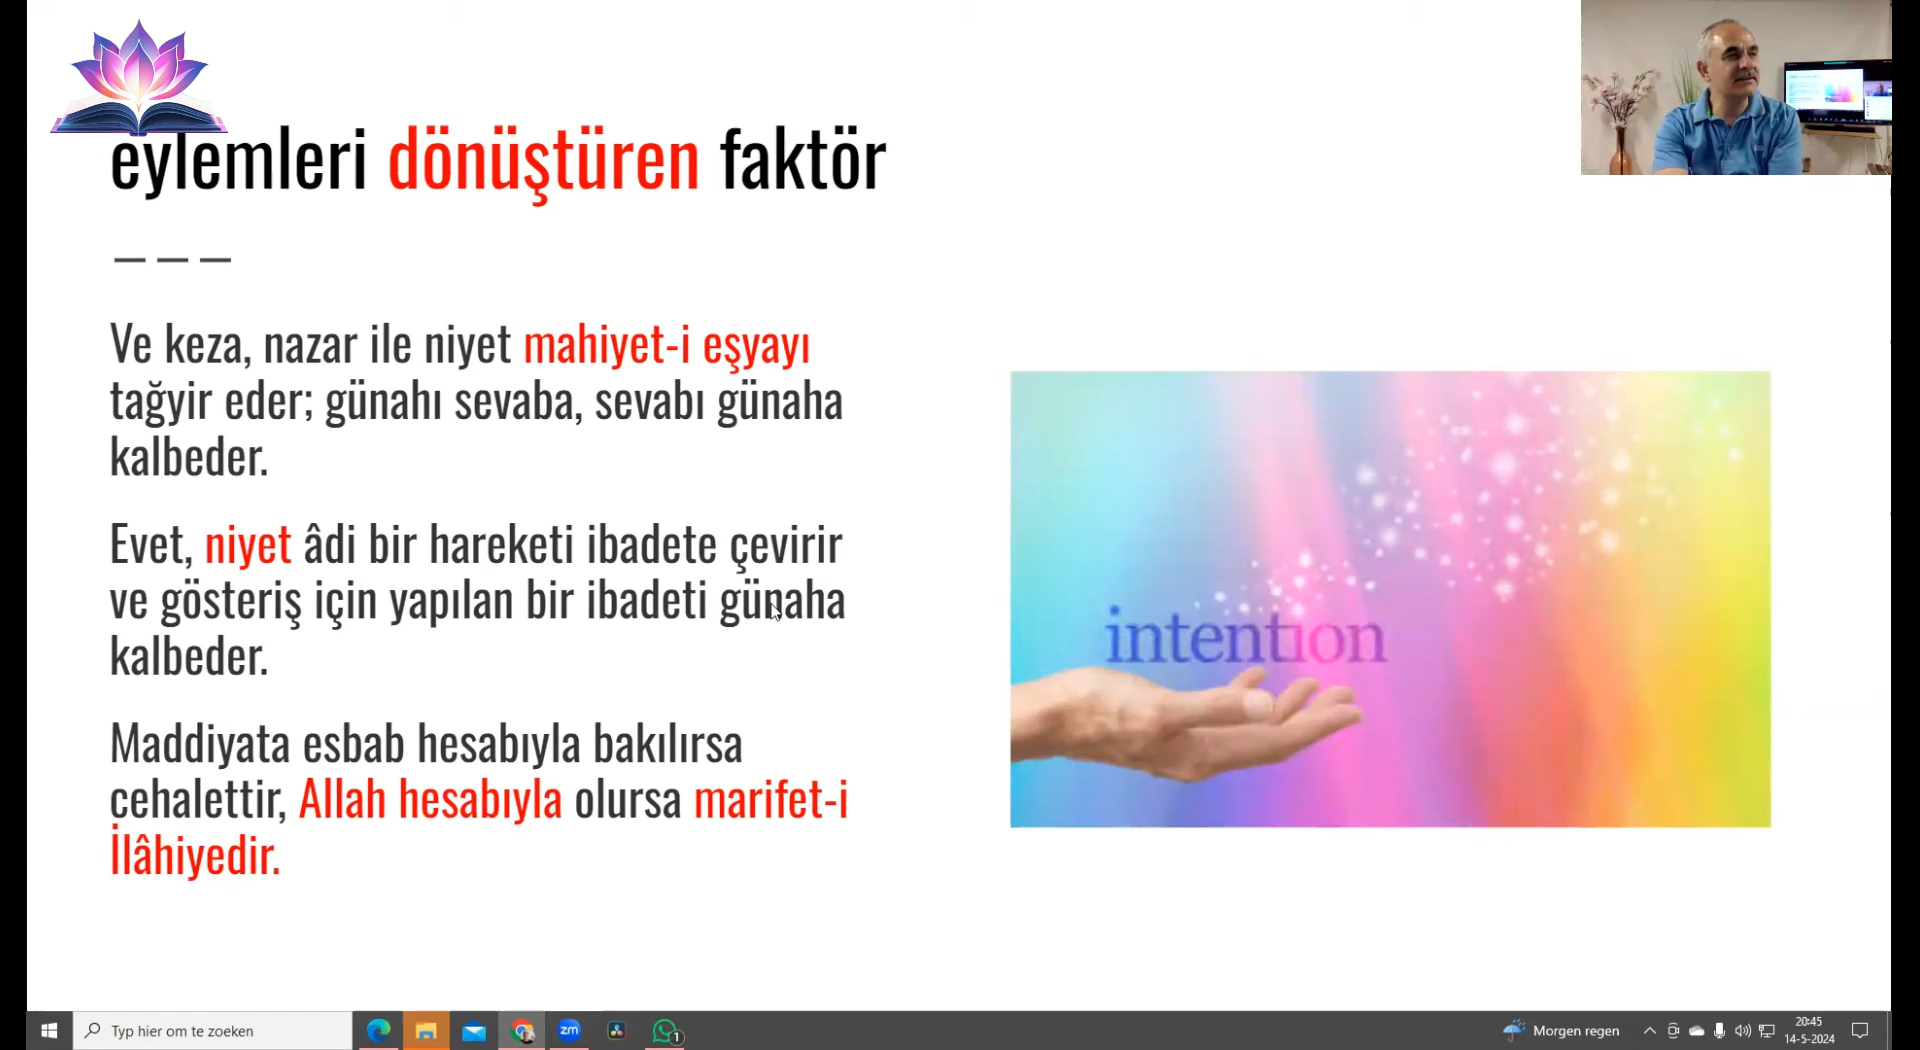 eylemleri dönüştüren faktör
Ve keza, nazar ile niyet mahiyet-i eşyayı
tağyir eder; günahı sevaba, sevabı günaha
kalbeder.
Evet, niyet âdi bir hareketi ibadete çevirir
ve gösteriş için yapılan bir ibadeti günaha
kalbeder.
Maddiyata esbab hesabıyla bakılırsa
cehalettir, Allah hesabıyla olursa marifet-i
İlâhiyedir.
intention
Typ hier om te zoeken
zm
1
Morgen regen
20:45
14-5-2024